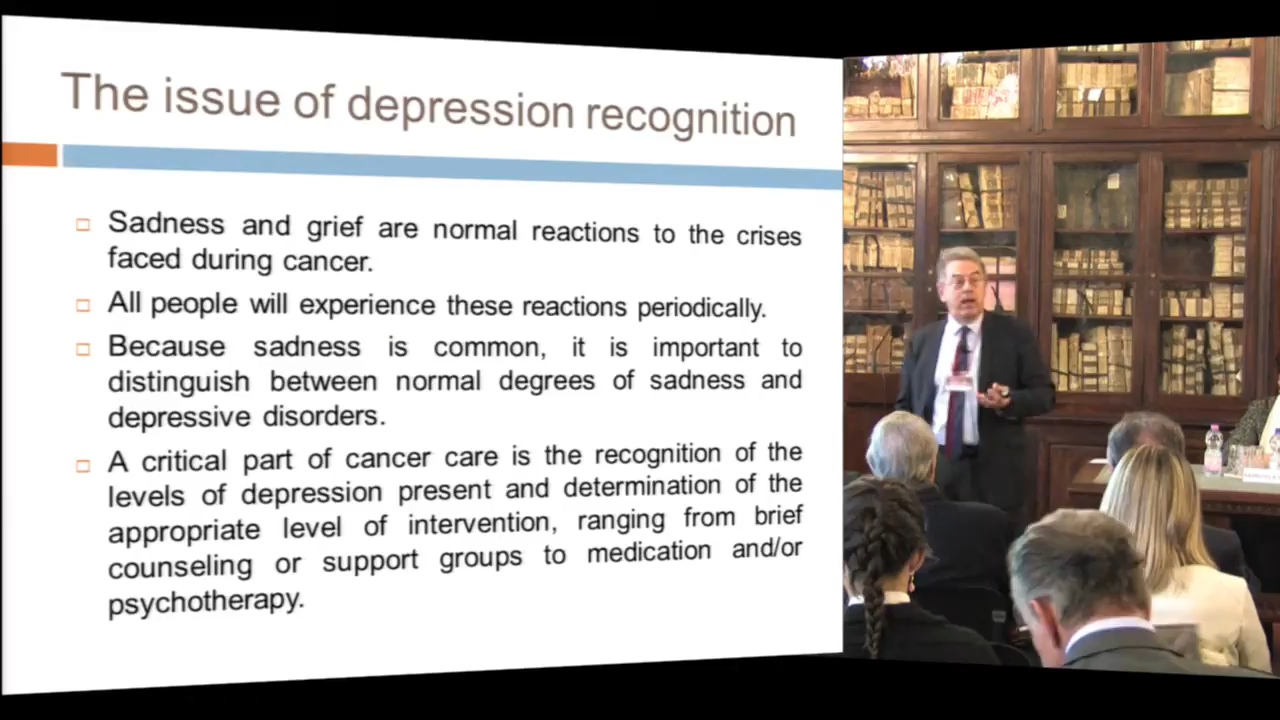 The issue of depression recognition
Sadness and grief are normal reactions to the crises
faced during cancer.
All people will experience these reactions periodically.
Because sadness is common, it is important to
distinguish between normal degrees of sadness and
depressive disorders.
A critical part of cancer care is the recognition of the
levels of depression present and determination of the
appropriate level of intervention, ranging from brief
counseling or support groups to medication and/or
psychotherapy.